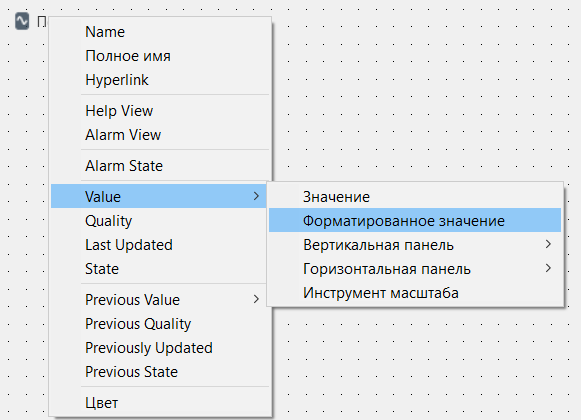 Name
Полное имя
Hyperlink
Help View
Alarm View
Alarm State
Value
Quality
Last Updated
State
Previous Value
Previous Quality
Previously Updated
Previous State
Цвет
Значение
Форматированное значение
Вертикальная панель
Горизонтальная панель
Инструмент масштаба